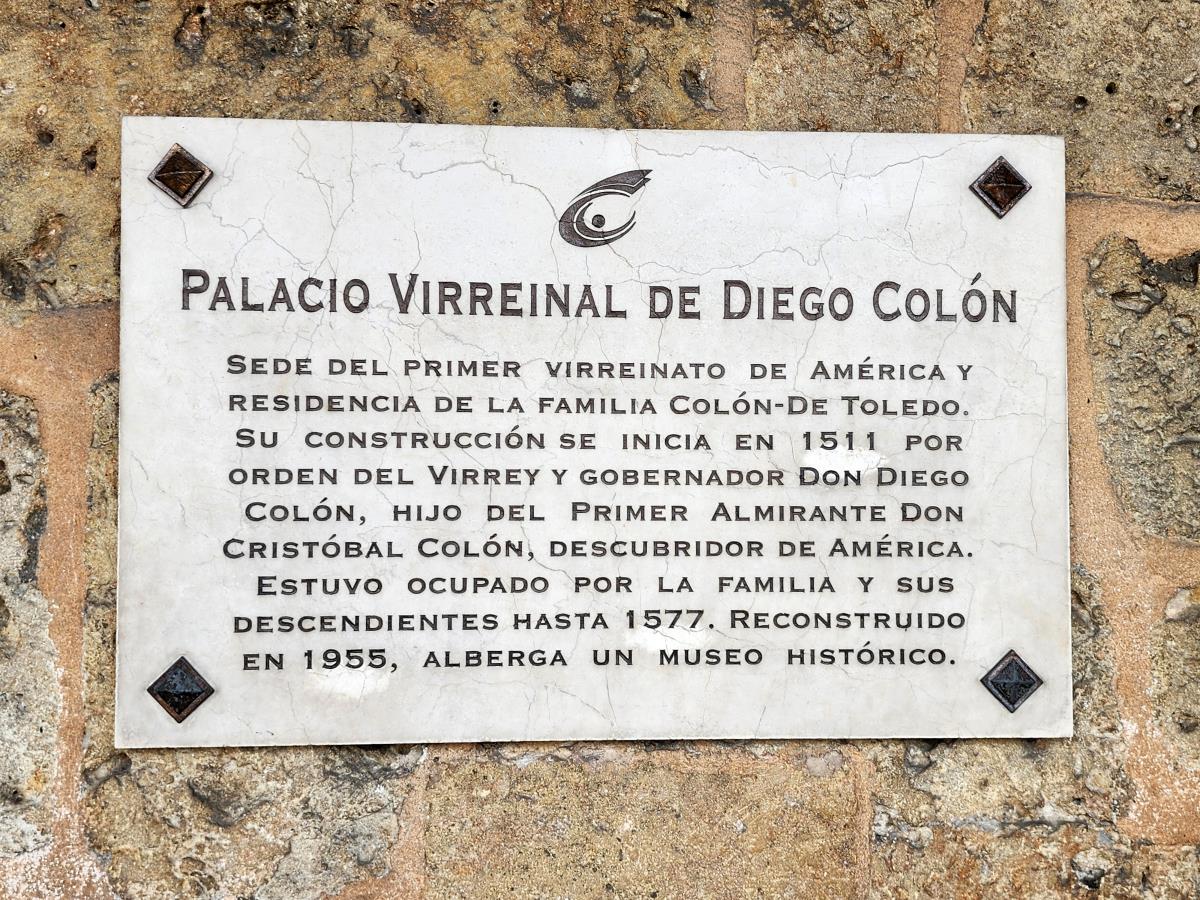 PALACIO VIRREINAL DE DIEGO COLÓN
SEDE DEL PRIMER VIRREINATO DE AMÉRICA Y
RESIDENCIA DE LA FAMILIA COLÓN-DE TOLEDO.
SU CONSTRUCCIÓN SE INICIA EN 1511 POR
ORDEN DEL VIRREY Y GOBERNADOR DON DIEGO
COLÓN, HIJO DEL PRIMER ALMIRANTE DON
CRISTÓBAL COLÓN, DESCUBRIDOR DE AMÉRICA.
ESTUVO OCUPADO POR LA FAMILIA Y SUS
DESCENDIENTES HASTA 1577. RECONSTRUIDO
EN 1955, ALBERGA UN MUSEO HISTÓRICO.